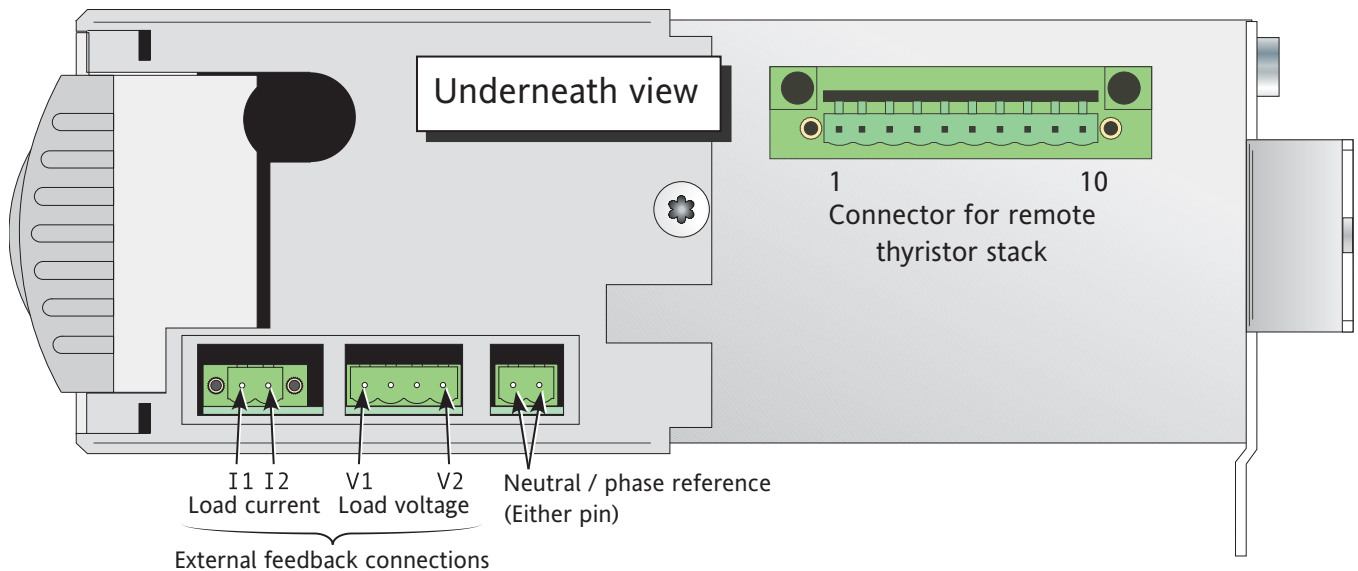 Underneath view
1 10
Connector for remote
thyristor stack
I1 I2 V1 V2
Load current Load voltage
Neutral / phase reference
(Either pin)
External feedback connections